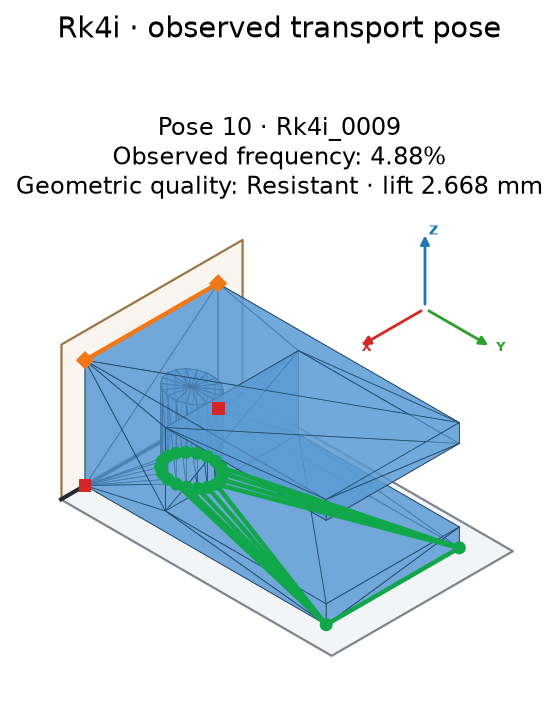 Rk4i · observed transport pose
Pose 10 · Rk4i_0009
Observed frequency: 4.88%
Geometric quality: Resistant · lift 2.668 mm
Z
X
Y